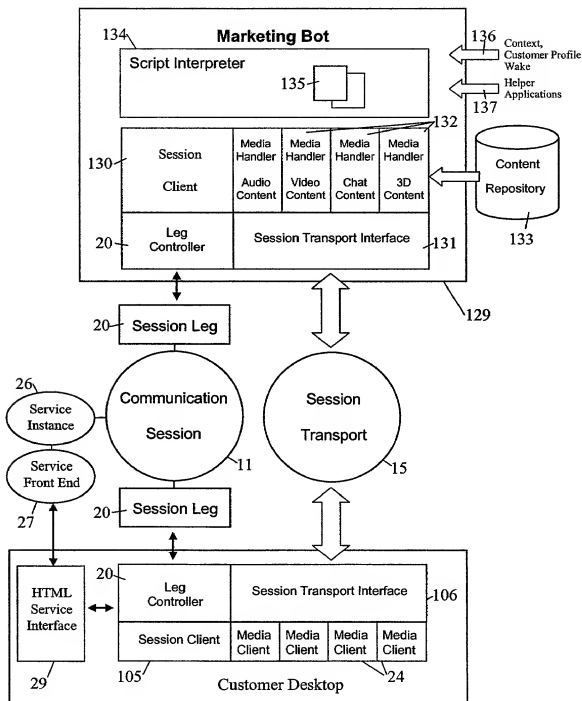 Marketing Bot
134
Script Interpreter
135
136
Context,
Customer Profile
Wake
137
Helper
Applications
132
130
Session
Client
Media
Handler
Audio
Content
Media
Handler
Video
Content
Media
Handler
Chat
Content
Media
Handler
3D
Content
Content
Repository
133
20
Leg
Controller
Session Transport Interface
131
129
20
Session Leg
26
Service
Instance
Communication
Session
11
Session
Transport
15
Service
Front End
27
20
Session Leg
HTML
Service
Interface
29
20
Leg
Controller
Session Transport Interface
106
Session Client
105
Media
Client
Media
Client
Media
Client
Media
Client
24
Customer Desktop